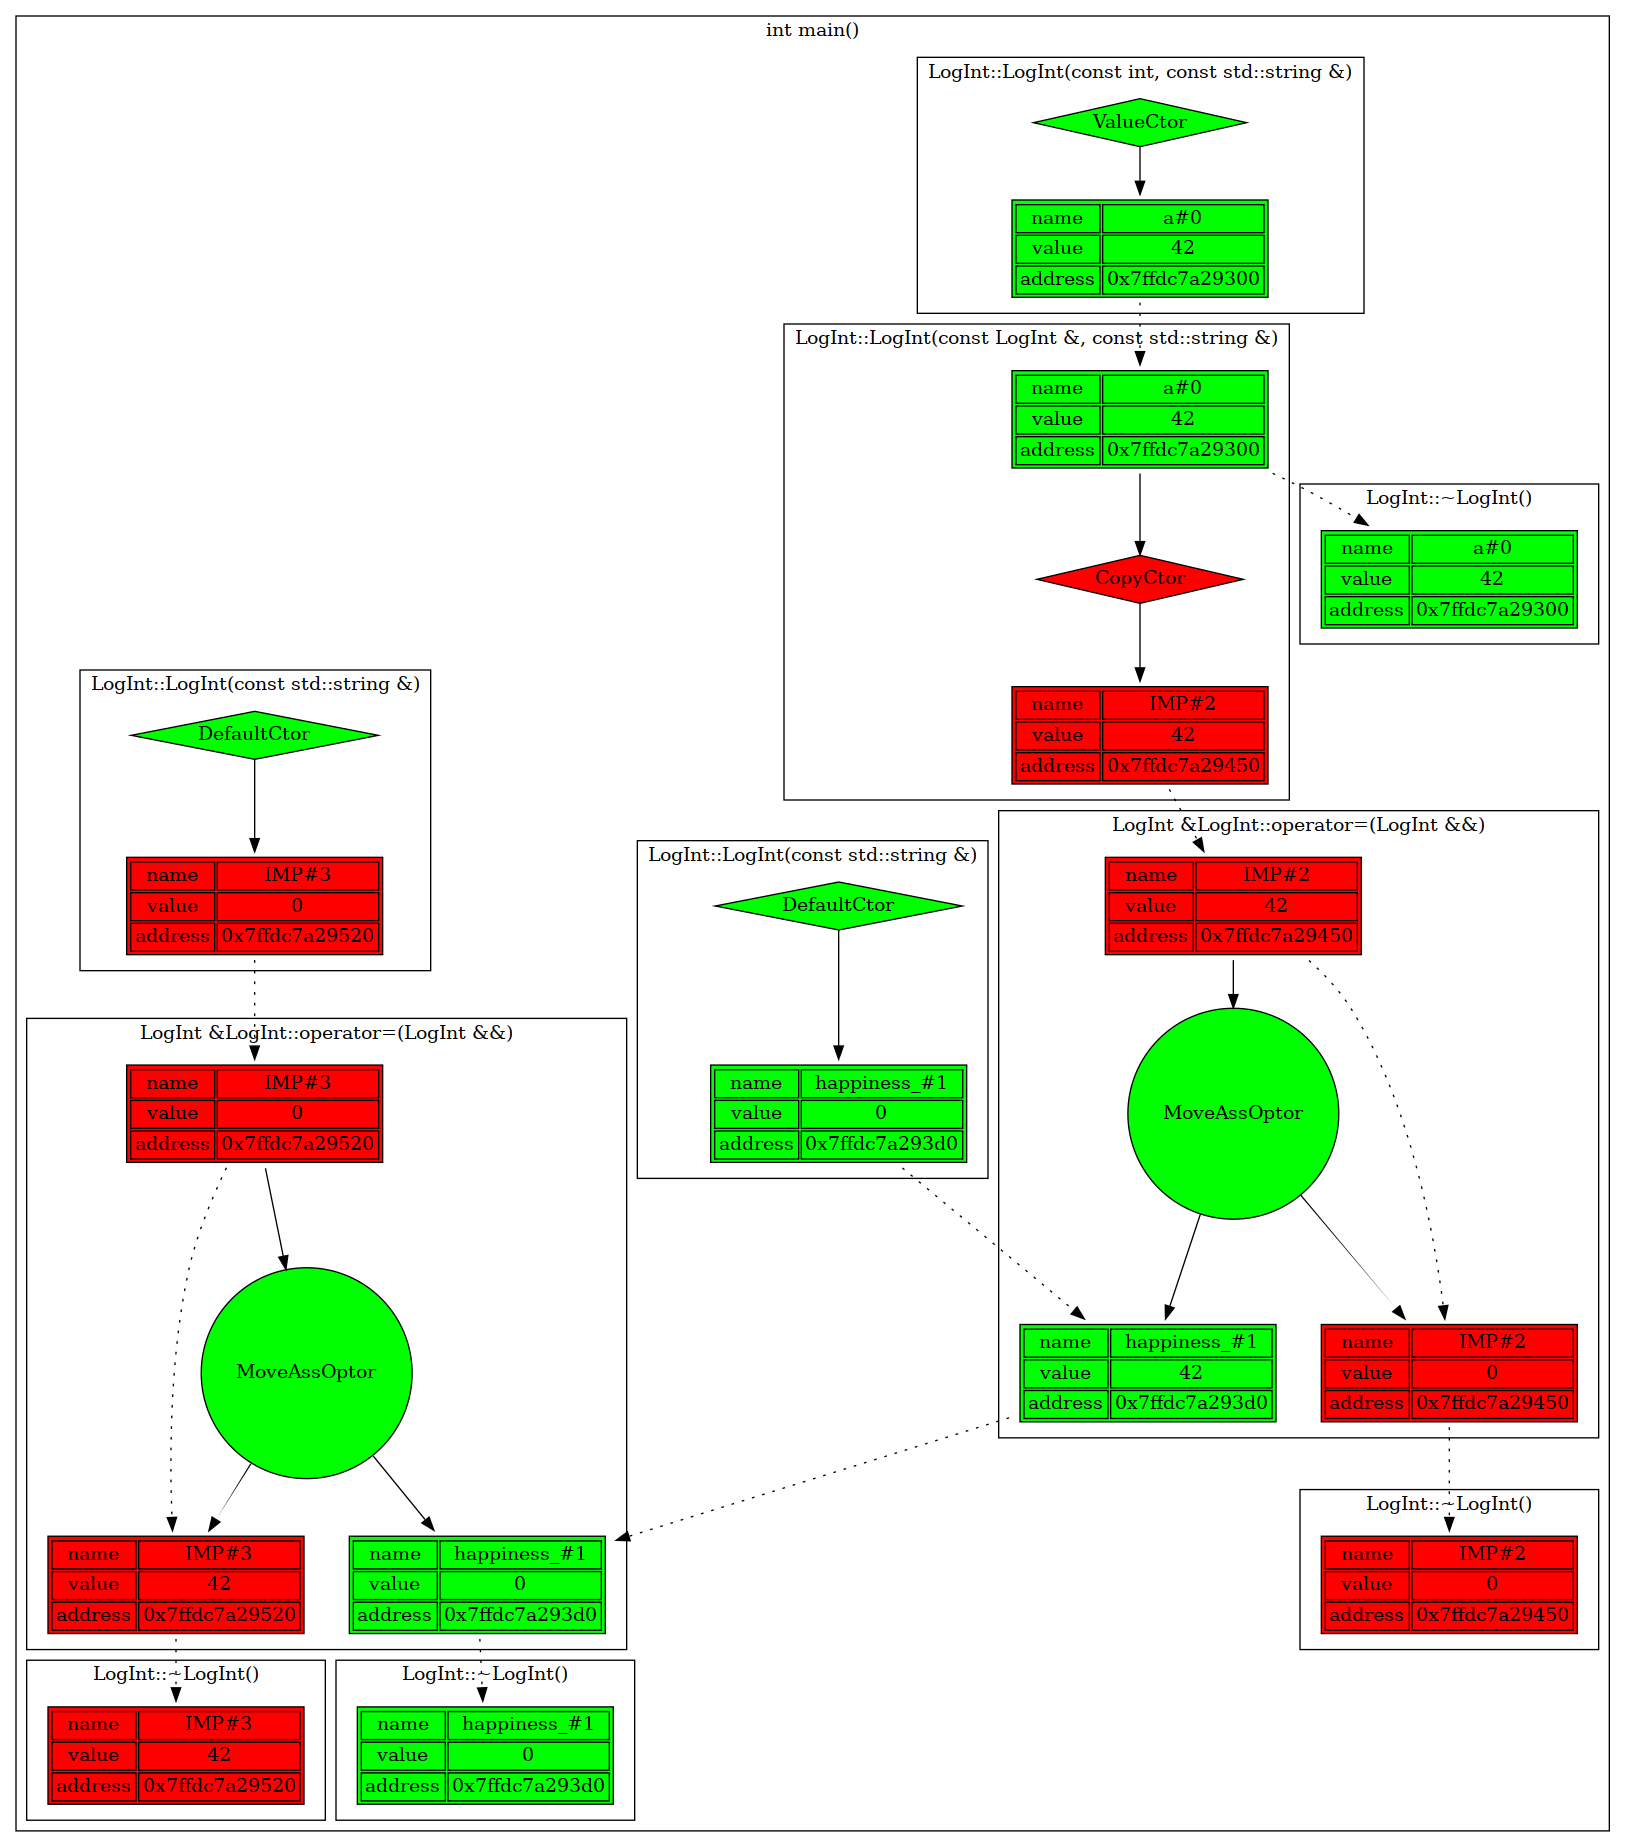 int main()
LogInt::LogInt(const int, const std::string &)
ValueCtor
name a#0
value 42
address 0x7ffdc7a29300
LogInt::LogInt(const LogInt &, const std::string &)
name a#0
value 42
address 0x7ffdc7a29300
CopyCtor
name IMP#2
value 42
address 0x7ffdc7a29450
LogInt::~LogInt()
name a#0
value 42
address 0x7ffdc7a29300
LogInt::LogInt(const std::string &)
DefaultCtor
name IMP#3
value 0
address 0x7ffdc7a29520
LogInt::LogInt(const std::string &)
DefaultCtor
name happiness_#1
value 0
address 0x7ffdc7a293d0
LogInt &LogInt::operator=(LogInt &&)
name IMP#2
value 42
address 0x7ffdc7a29450
MoveAssOptor
name happiness_#1
value 42
address 0x7ffdc7a293d0
name IMP#2
value 0
address 0x7ffdc7a29450
LogInt &LogInt::operator=(LogInt &&)
name IMP#3
value 0
address 0x7ffdc7a29520
MoveAssOptor
name IMP#3
value 42
address 0x7ffdc7a29520
name happiness_#1
value 0
address 0x7ffdc7a293d0
LogInt::~LogInt()
name IMP#2
value 0
address 0x7ffdc7a29450
LogInt::~LogInt()
name IMP#3
value 42
address 0x7ffdc7a29520
LogInt::~LogInt()
name happiness_#1
value 0
address 0x7ffdc7a293d0